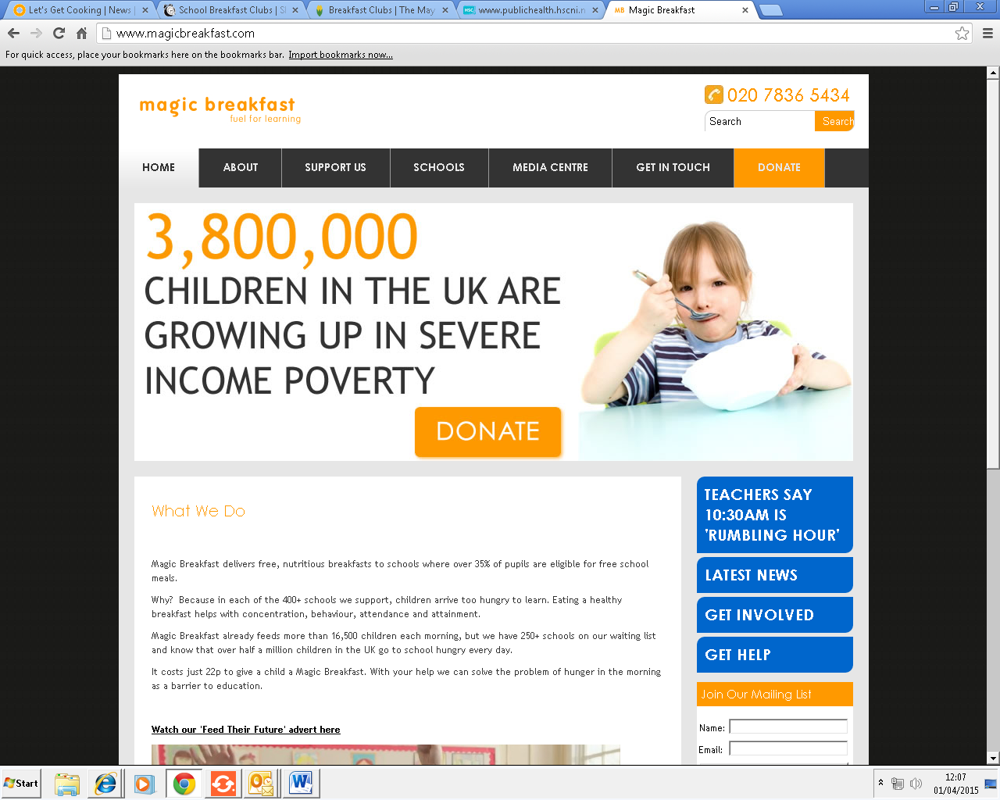 Let's Get Cooking | News |
School Breakfast Clubs | S
Breakfast Clubs | The May
www.publichealth.hscni.n
MB Magic Breakfast
www.magicbreakfast.com
For quick access, place your bookmarks here on the bookmarks bar. Import bookmarks now...
magic breakfast
fuel for learning
020 7836 5434
Search Search
HOME ABOUT SUPPORT US SCHOOLS MEDIA CENTRE GET IN TOUCH DONATE
3,800,000
CHILDREN IN THE UK ARE
GROWING UP IN SEVERE
INCOME POVERTY
DONATE
What We Do
Magic Breakfast delivers free, nutritious breakfasts to schools where over 35% of pupils are eligible for free school
meals.
Why? Because in each of the 400+ schools we support, children arrive too hungry to learn. Eating a healthy
breakfast helps with concentration, behaviour, attendance and attainment.
Magic Breakfast already feeds more than 16,500 children each morning, but we have 250+ schools on our waiting list
and know that over half a million children in the UK go to school hungry every day.
It costs just 22p to give a child a Magic Breakfast. With your help we can solve the problem of hunger in the morning
as a barrier to education.
Watch our 'Feed Their Future' advert here
TEACHERS SAY
10:30AM IS
'RUMBLING HOUR'
LATEST NEWS
GET INVOLVED
GET HELP
Join Our Mailing List
Name:
Email:
Start
12:07
01/04/2015